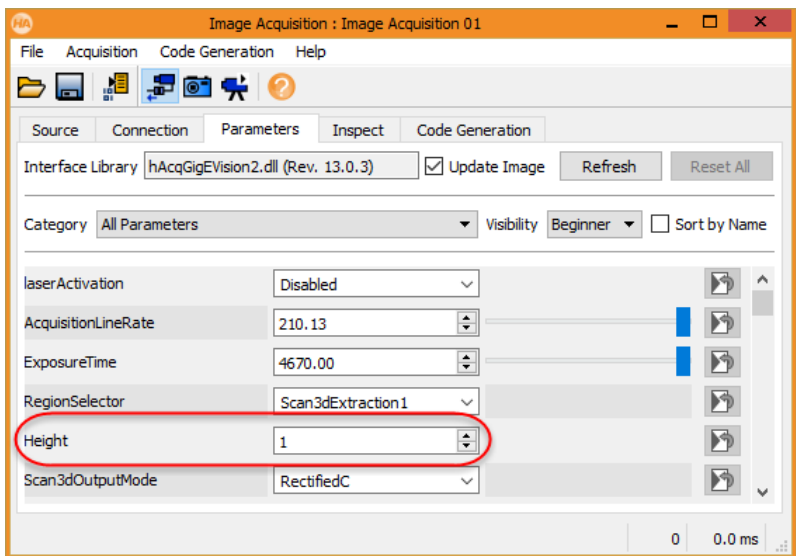 HA Image Acquisition : Image Acquisition 01
File Acquisition Code Generation Help
Source Connection Parameters Inspect Code Generation
Interface Library hAcqGigEVision2.dll (Rev. 13.0.3) Update Image Refresh Reset All
Category All Parameters Visibility Beginner Sort by Name
laserActivation Disabled
AcquisitionLineRate 210.13
ExposureTime 4670.00
RegionSelector Scan3dExtraction1
Height 1
Scan3dOutputMode RectifiedC
0 0.0 ms